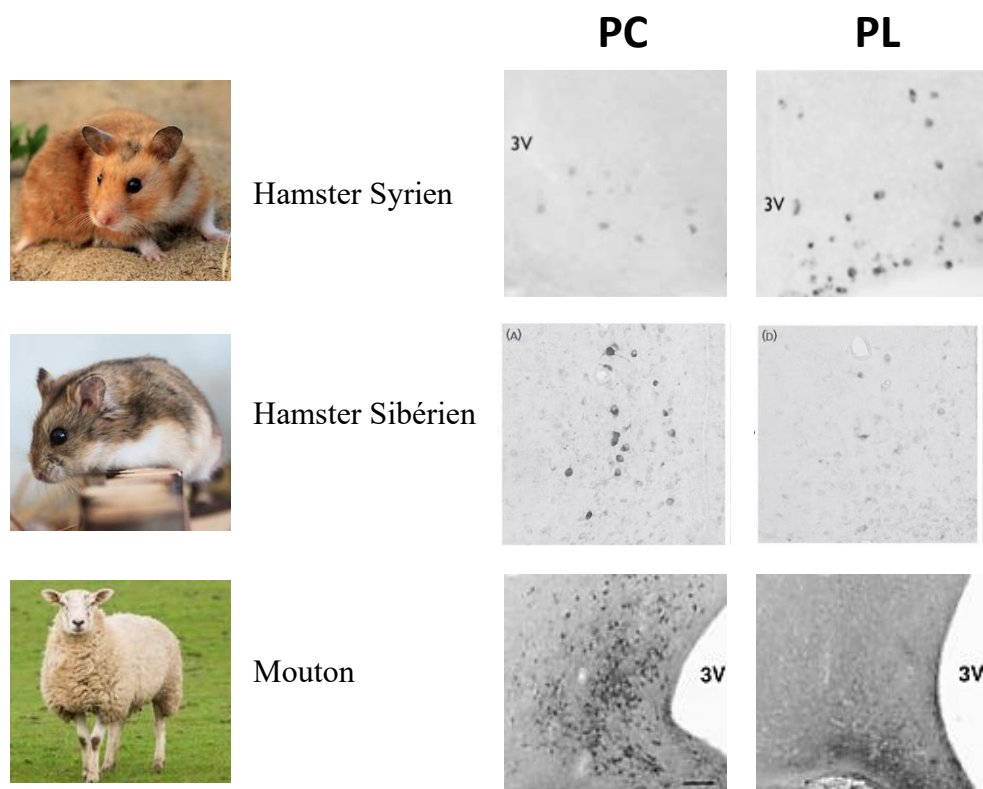 PC PL
3V
3V
Hamster Syrien
(A) (D)
Hamster Sibérien
3V 3V
Mouton